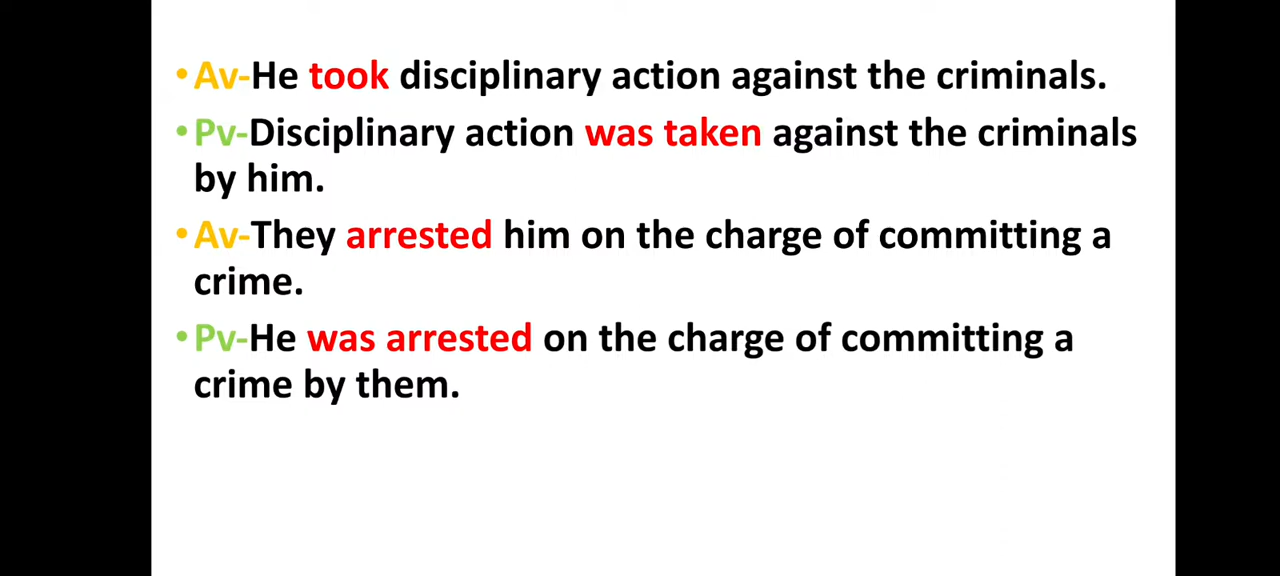 •Av-He took disciplinary action against the criminals.
•Pv-Disciplinary action was taken against the criminals
by him.
•Av-They arrested him on the charge of committing a
crime.
•Pv-He was arrested on the charge of committing a
crime by them.